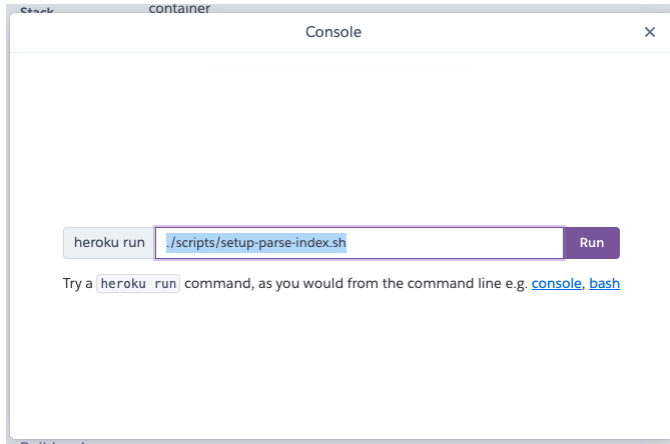 Stack
container
Console
heroku run ./scripts/setup-parse-index.sh Run
Try a heroku run command, as you would from the command line e.g. console, bash